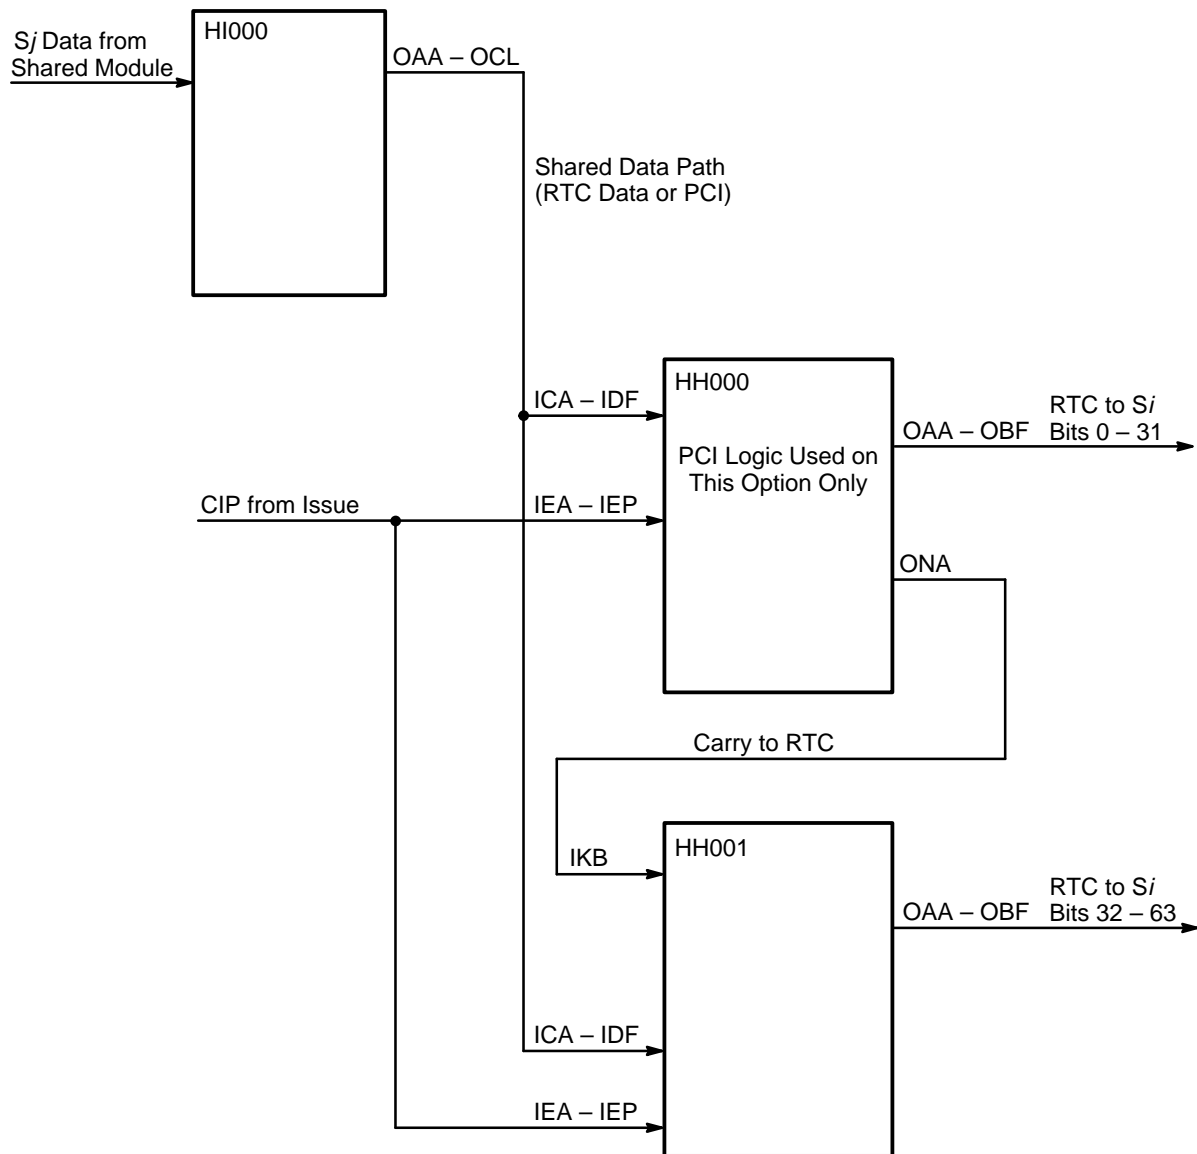 HI000
Sj Data from
Shared Module
OAA – OCL
Shared Data Path
(RTC Data or PCI)
HH000
ICA – IDF
PCI Logic Used on
This Option Only
OAA – OBF
RTC to Si
Bits 0 – 31
CIP from Issue
IEA – IEP
ONA
Carry to RTC
HH001
IKB
OAA – OBF
RTC to Si
Bits 32 – 63
ICA – IDF
IEA – IEP